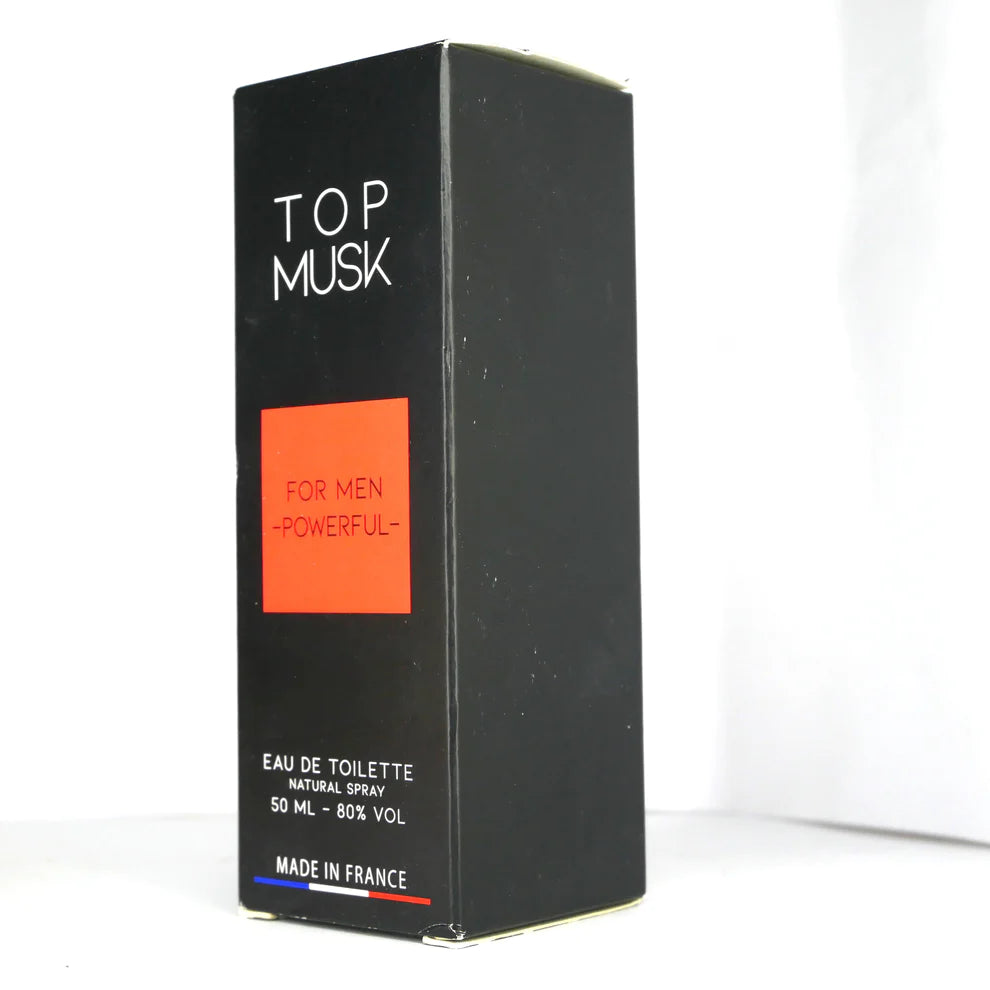 TOP
MUSK
FOR MEN
-POWERFUL-
EAU DE TOILETTE
NATURAL SPRAY
50 ML - 80% VOL
MADE IN FRANCE